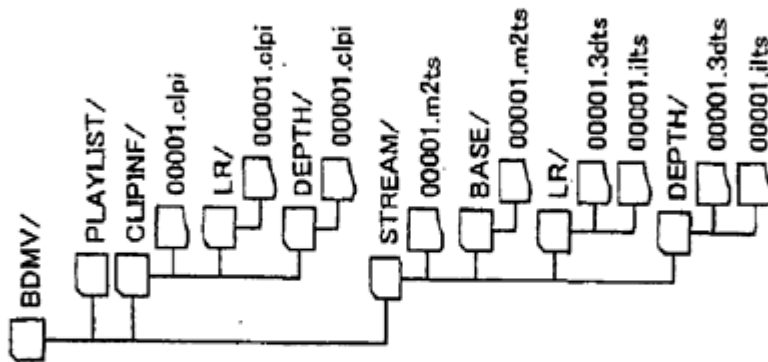 BDMV/
PLAYLIST/
CLIPINF/
00001.clpi
LR/
00001.clpi
DEPTH/
00001.clpi
STREAM/
00001.m2ts
BASE/
00001.m2ts
LR/
00001.3dts
00001.ilts
DEPTH/
00001.3dts
00001.ilts